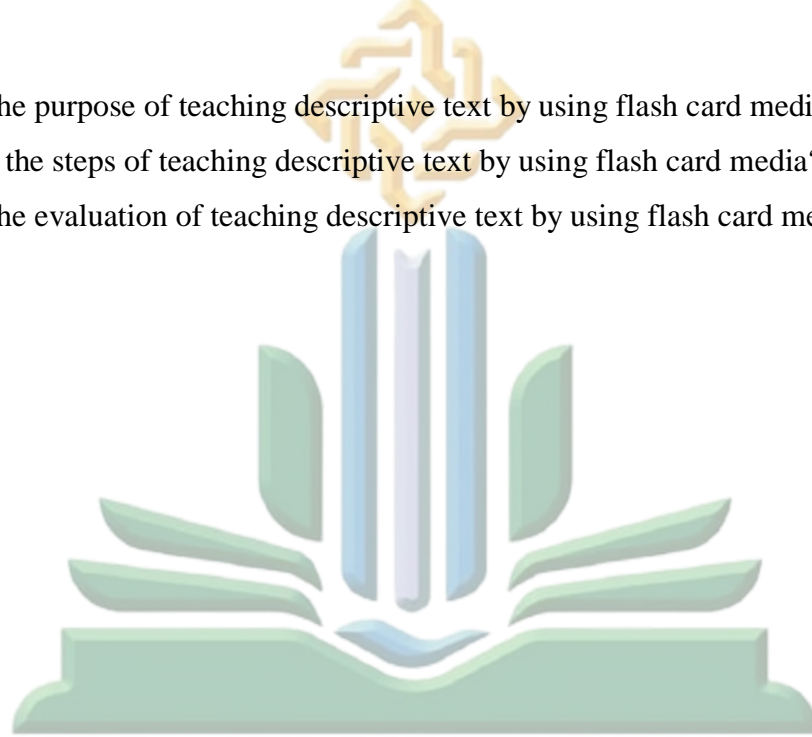 he purpose of teaching descriptive text by using flash card medi
the steps of teaching descriptive text by using flash card media?
he evaluation of teaching descriptive text by using flash card me